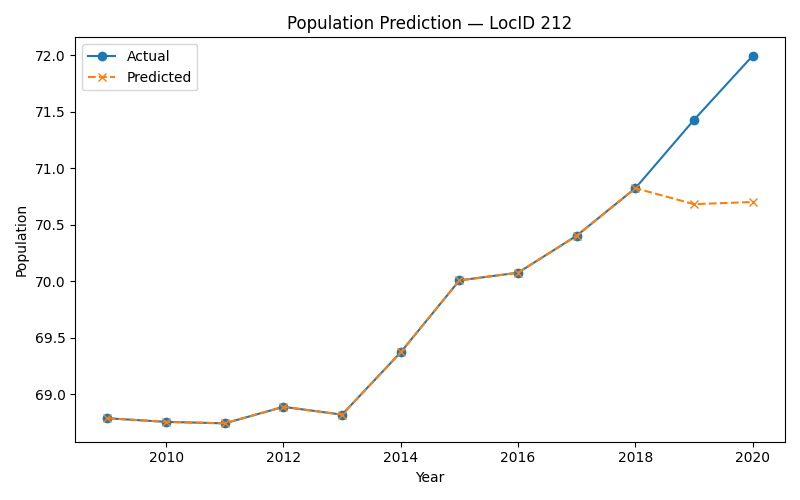 Population Prediction — LocID 212
Actual
Predicted
72.0
71.5
71.0
70.5
70.0
69.5
69.0
Population
2010 2012 2014 2016 2018 2020
Year